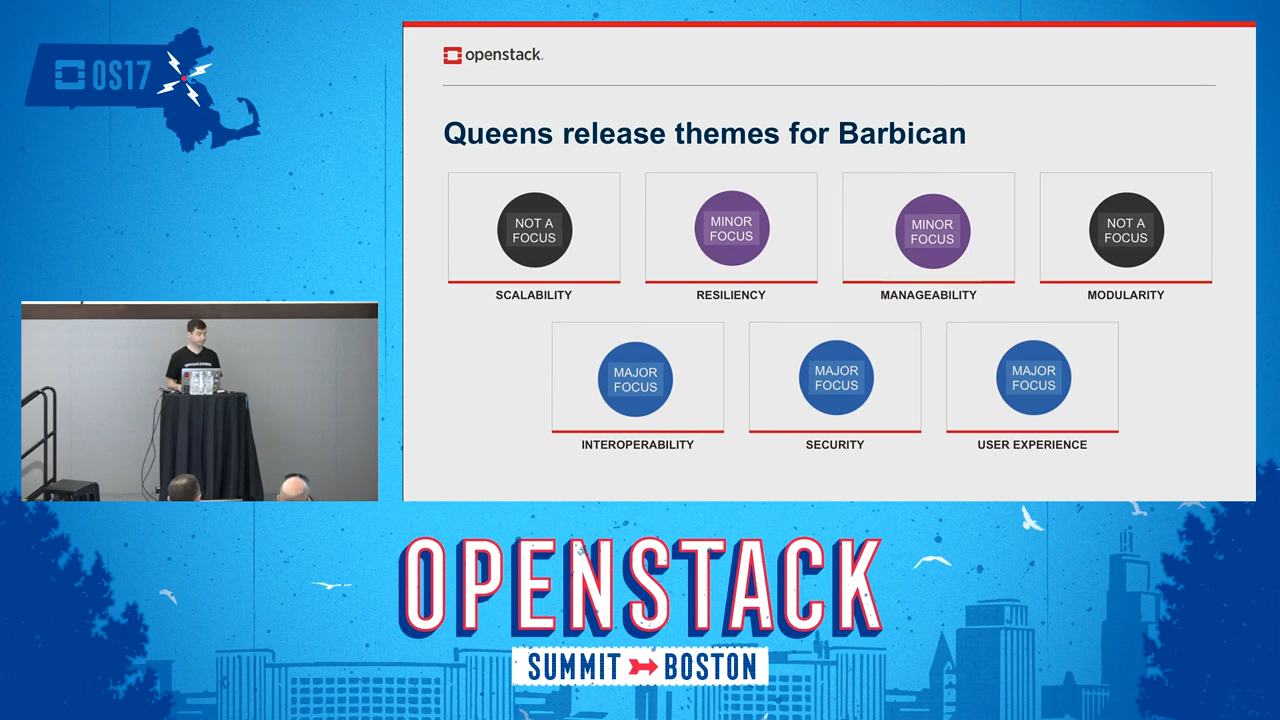 OS17
openstack.
Queens release themes for Barbican
NOT A
FOCUS
SCALABILITY
MINOR
FOCUS
RESILIENCY
MINOR
FOCUS
MANAGEABILITY
NOT A
FOCUS
MODULARITY
MAJOR
FOCUS
INTEROPERABILITY
MAJOR
FOCUS
SECURITY
MAJOR
FOCUS
USER EXPERIENCE
OPENSTACK
SUMMIT BOSTON